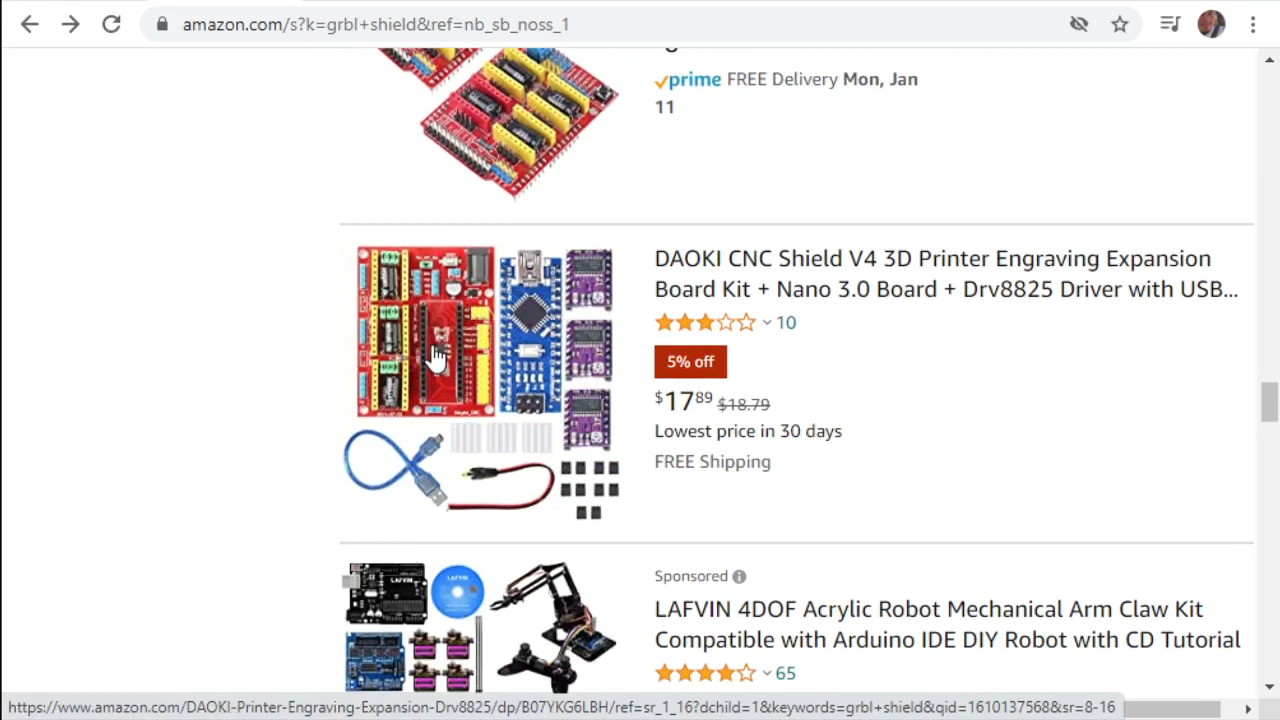 amazon.com/s?k=grbl+shield&ref=nb_sb_noss_1
prime FREE Delivery Mon, Jan
11
DAOKI CNC Shield V4 3D Printer Engraving Expansion
Board Kit + Nano 3.0 Board + Drv8825 Driver with USB...
10
5% off
$17.89 $18.79
Lowest price in 30 days
FREE Shipping
Sponsored
LAFVIN
LAFVIN
LAFVIN 4DOF Acrylic Robot Mechanical Arm Claw Kit
Compatible with Arduino IDE DIY Robot with CD Tutorial
65
https://www.amazon.com/DAOKI-Printer-Engraving-Expansion-Drv8825/dp/B07YKG6LBH/ref=sr_1_16?dchild=1&keywords=grbl+shield&qid=1610137568&sr=8-16